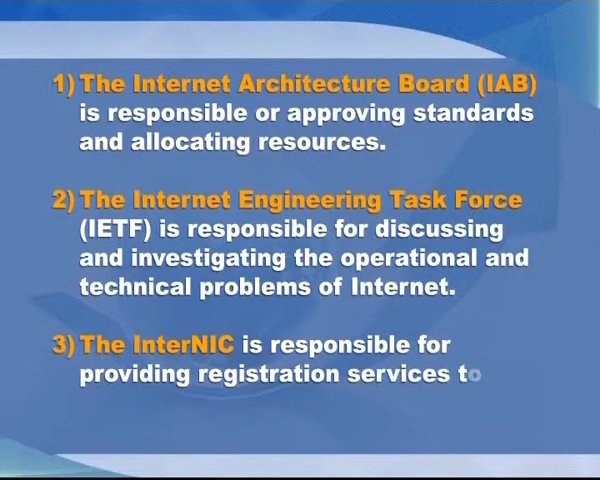 1) The Internet Architecture Board (IAB)
is responsible or approving standards
and allocating resources.
2) The Internet Engineering Task Force
(IETF) is responsible for discussing
and investigating the operational and
technical problems of Internet.
3) The InterNIC is responsible for
providing registration services to